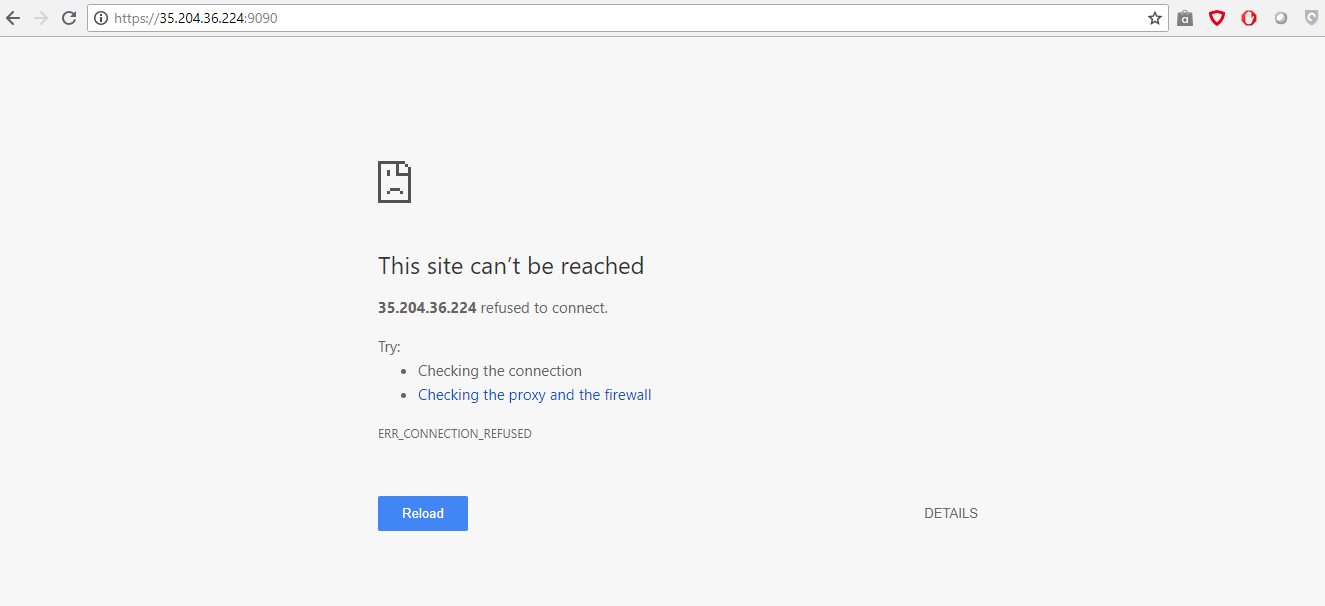 https://35.204.36.224:9090
This site can’t be reached
35.204.36.224 refused to connect.
Try:
• Checking the connection
• Checking the proxy and the firewall
ERR_CONNECTION_REFUSED
Reload
DETAILS